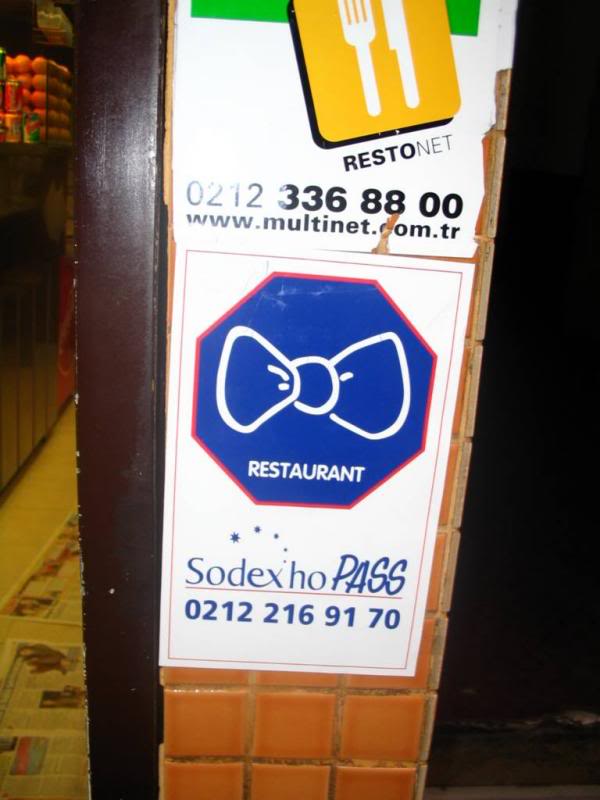 RESTONET
0212 336 88 00
www.multinet.com.tr
RESTAURANT
Sodexho PASS
0212 216 91 70